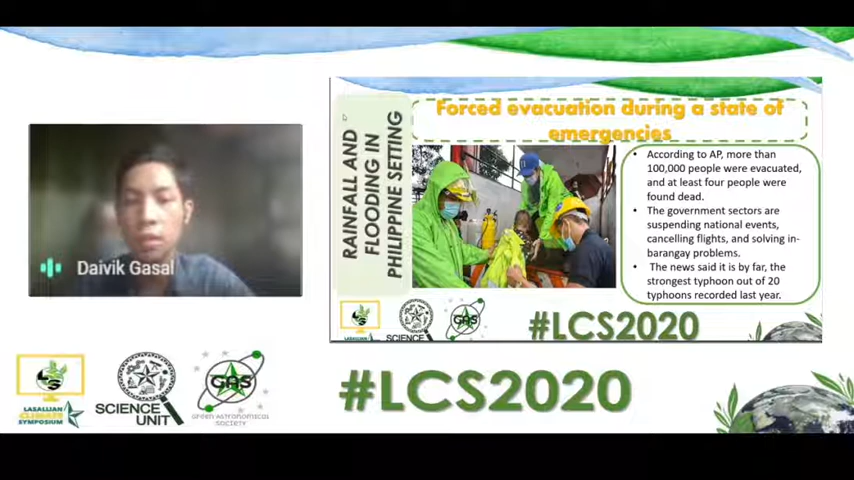 Forced evacuation during a state of
emergencies
RAINFALL AND
FLOODING IN
PHILIPPINE SETTING
• According to AP, more than
100,000 people were evacuated,
and at least four people were
found dead.
• The government sectors are
suspending national events,
cancelling flights, and solving in-
barangay problems.
• The news said it is by far, the
strongest typhoon out of 20
typhoons recorded last year.
GAS
#LCS2020
Daivik Gasal
LASALLIAN
CLIMATE
SYMPOSIUM
SCIENCE
UNIT
GAS
GREEN ASTRONOMICAL
SOCIETY
#LCS2020